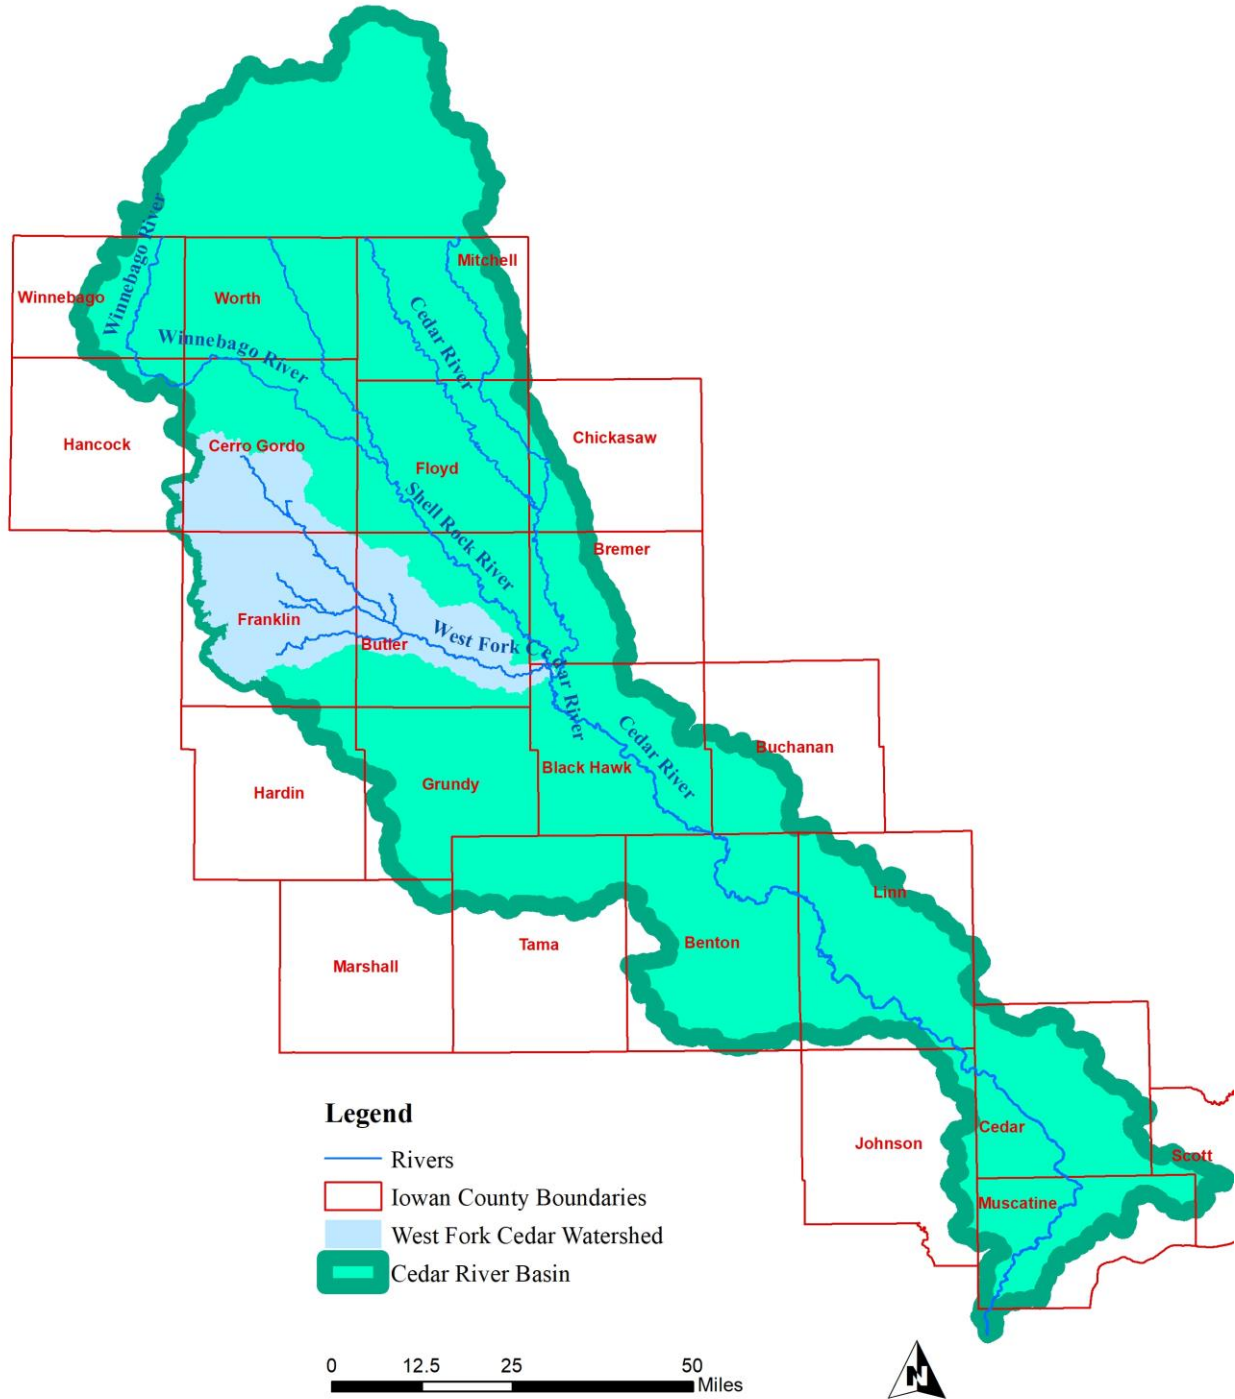 Winnebago River
Mitchell
Winnebago
Worth
Cedar River
Winnebago River
Hancock
Cerro Gordo
Chickasaw
Floyd
Shell Rock River
Bremer
Franklin
Butler
West Fork Cedar River
Cedar River
Buchanan
Black Hawk
Grundy
Hardin
Linn
Tama
Benton
Marshall
Legend
Rivers
Iowan County Boundaries
West Fork Cedar Watershed
Cedar River Basin
Johnson
Cedar
Scott
Muscatine
0 12.5 25 50
Miles
N